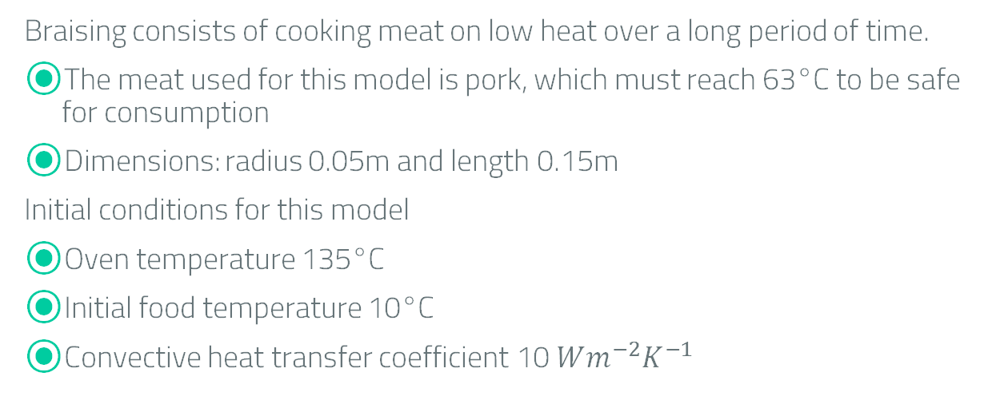 Braising consists of cooking meat on low heat over a long period of time.
The meat used for this model is pork, which must reach 63°C to be safe
for consumption
Dimensions: radius 0.05m and length 0.15m
Initial conditions for this model
Oven temperature 135°C
Initial food temperature 10°C
Convective heat transfer coefficient 10 Wm⁻²K⁻¹